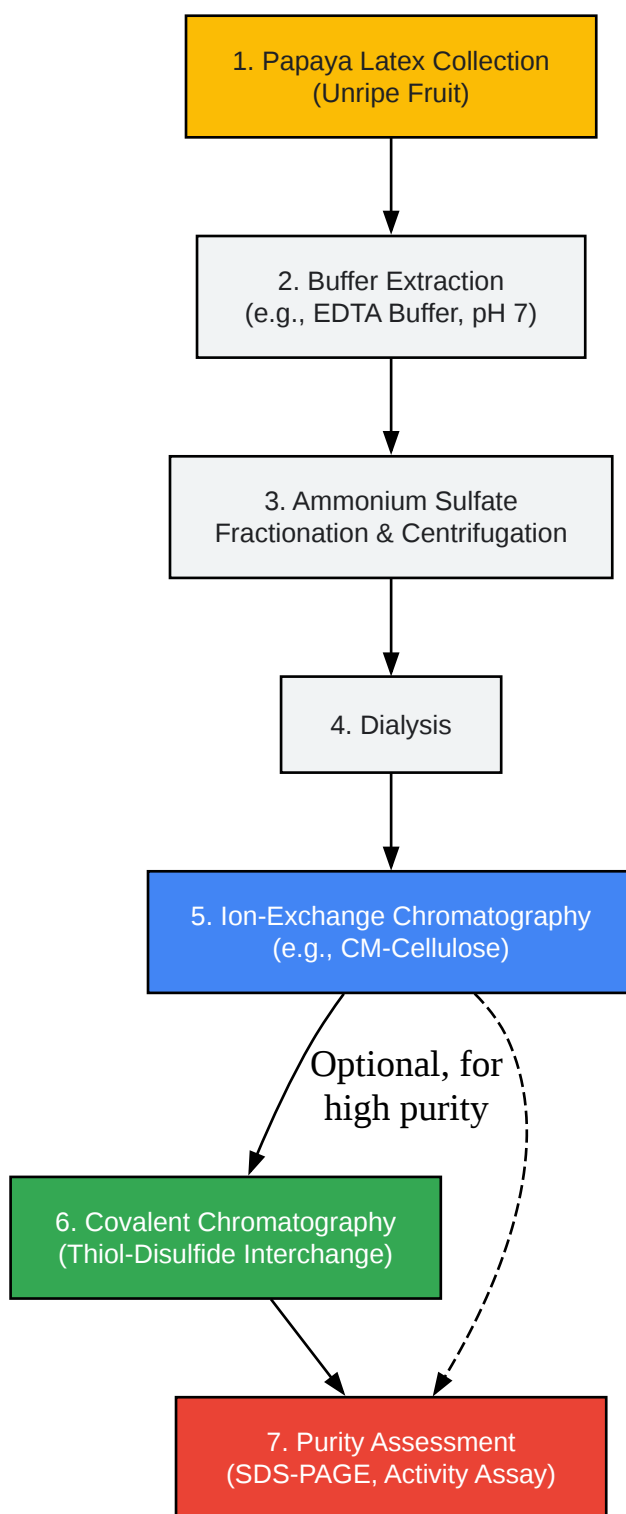 1. Papaya Latex Collection
(Unripe Fruit)
2. Buffer Extraction
(e.g., EDTA Buffer, pH 7)
3. Ammonium Sulfate
Fractionation & Centrifugation
4. Dialysis
5. Ion-Exchange Chromatography
(e.g., CM-Cellulose)
Optional, for
high purity
6. Covalent Chromatography
(Thiol-Disulfide Interchange)
7. Purity Assessment
(SDS-PAGE, Activity Assay)